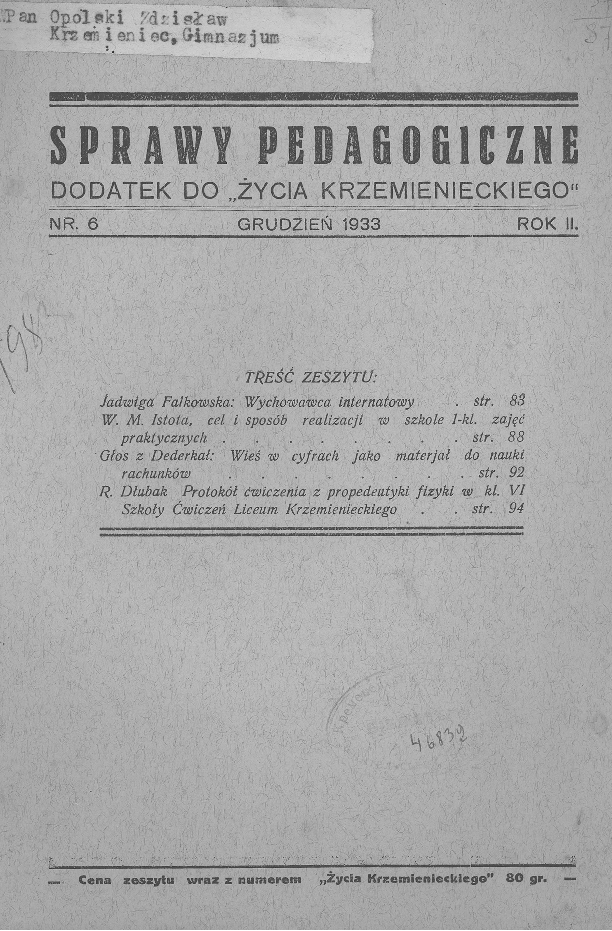 Pan Opolski Zdzisław
Krzemieniec, Gimnazjum
SPRAWY PEDAGOGICZNE
DODATEK DO „ŻYCIA KRZEMIENIECKIEGO"
NR. 6 GRUDZIEŃ 1933 ROK II.
TREŚĆ ZESZYTU:
Jadwiga Falkowska: Wychowawca internatowy . str. 83
W. M. Istota, cel i sposób realizacji w szkole I-kl. zajęć
praktycznych . . . . . . . . str. 88
Głos z Dederkał: Wieś w cyfrach jako materjał do nauki
rachunków . . . . . . . . str. 92
R. Dłubak Protokół ćwiczenia z propedeutyki fizyki w kl. VI
Szkoły Ćwiczeń Liceum Krzemienieckiego . . str. 94
46839
— Cena zeszytu wraz z numerem „Życia Krzemienieckiego" 80 gr. —